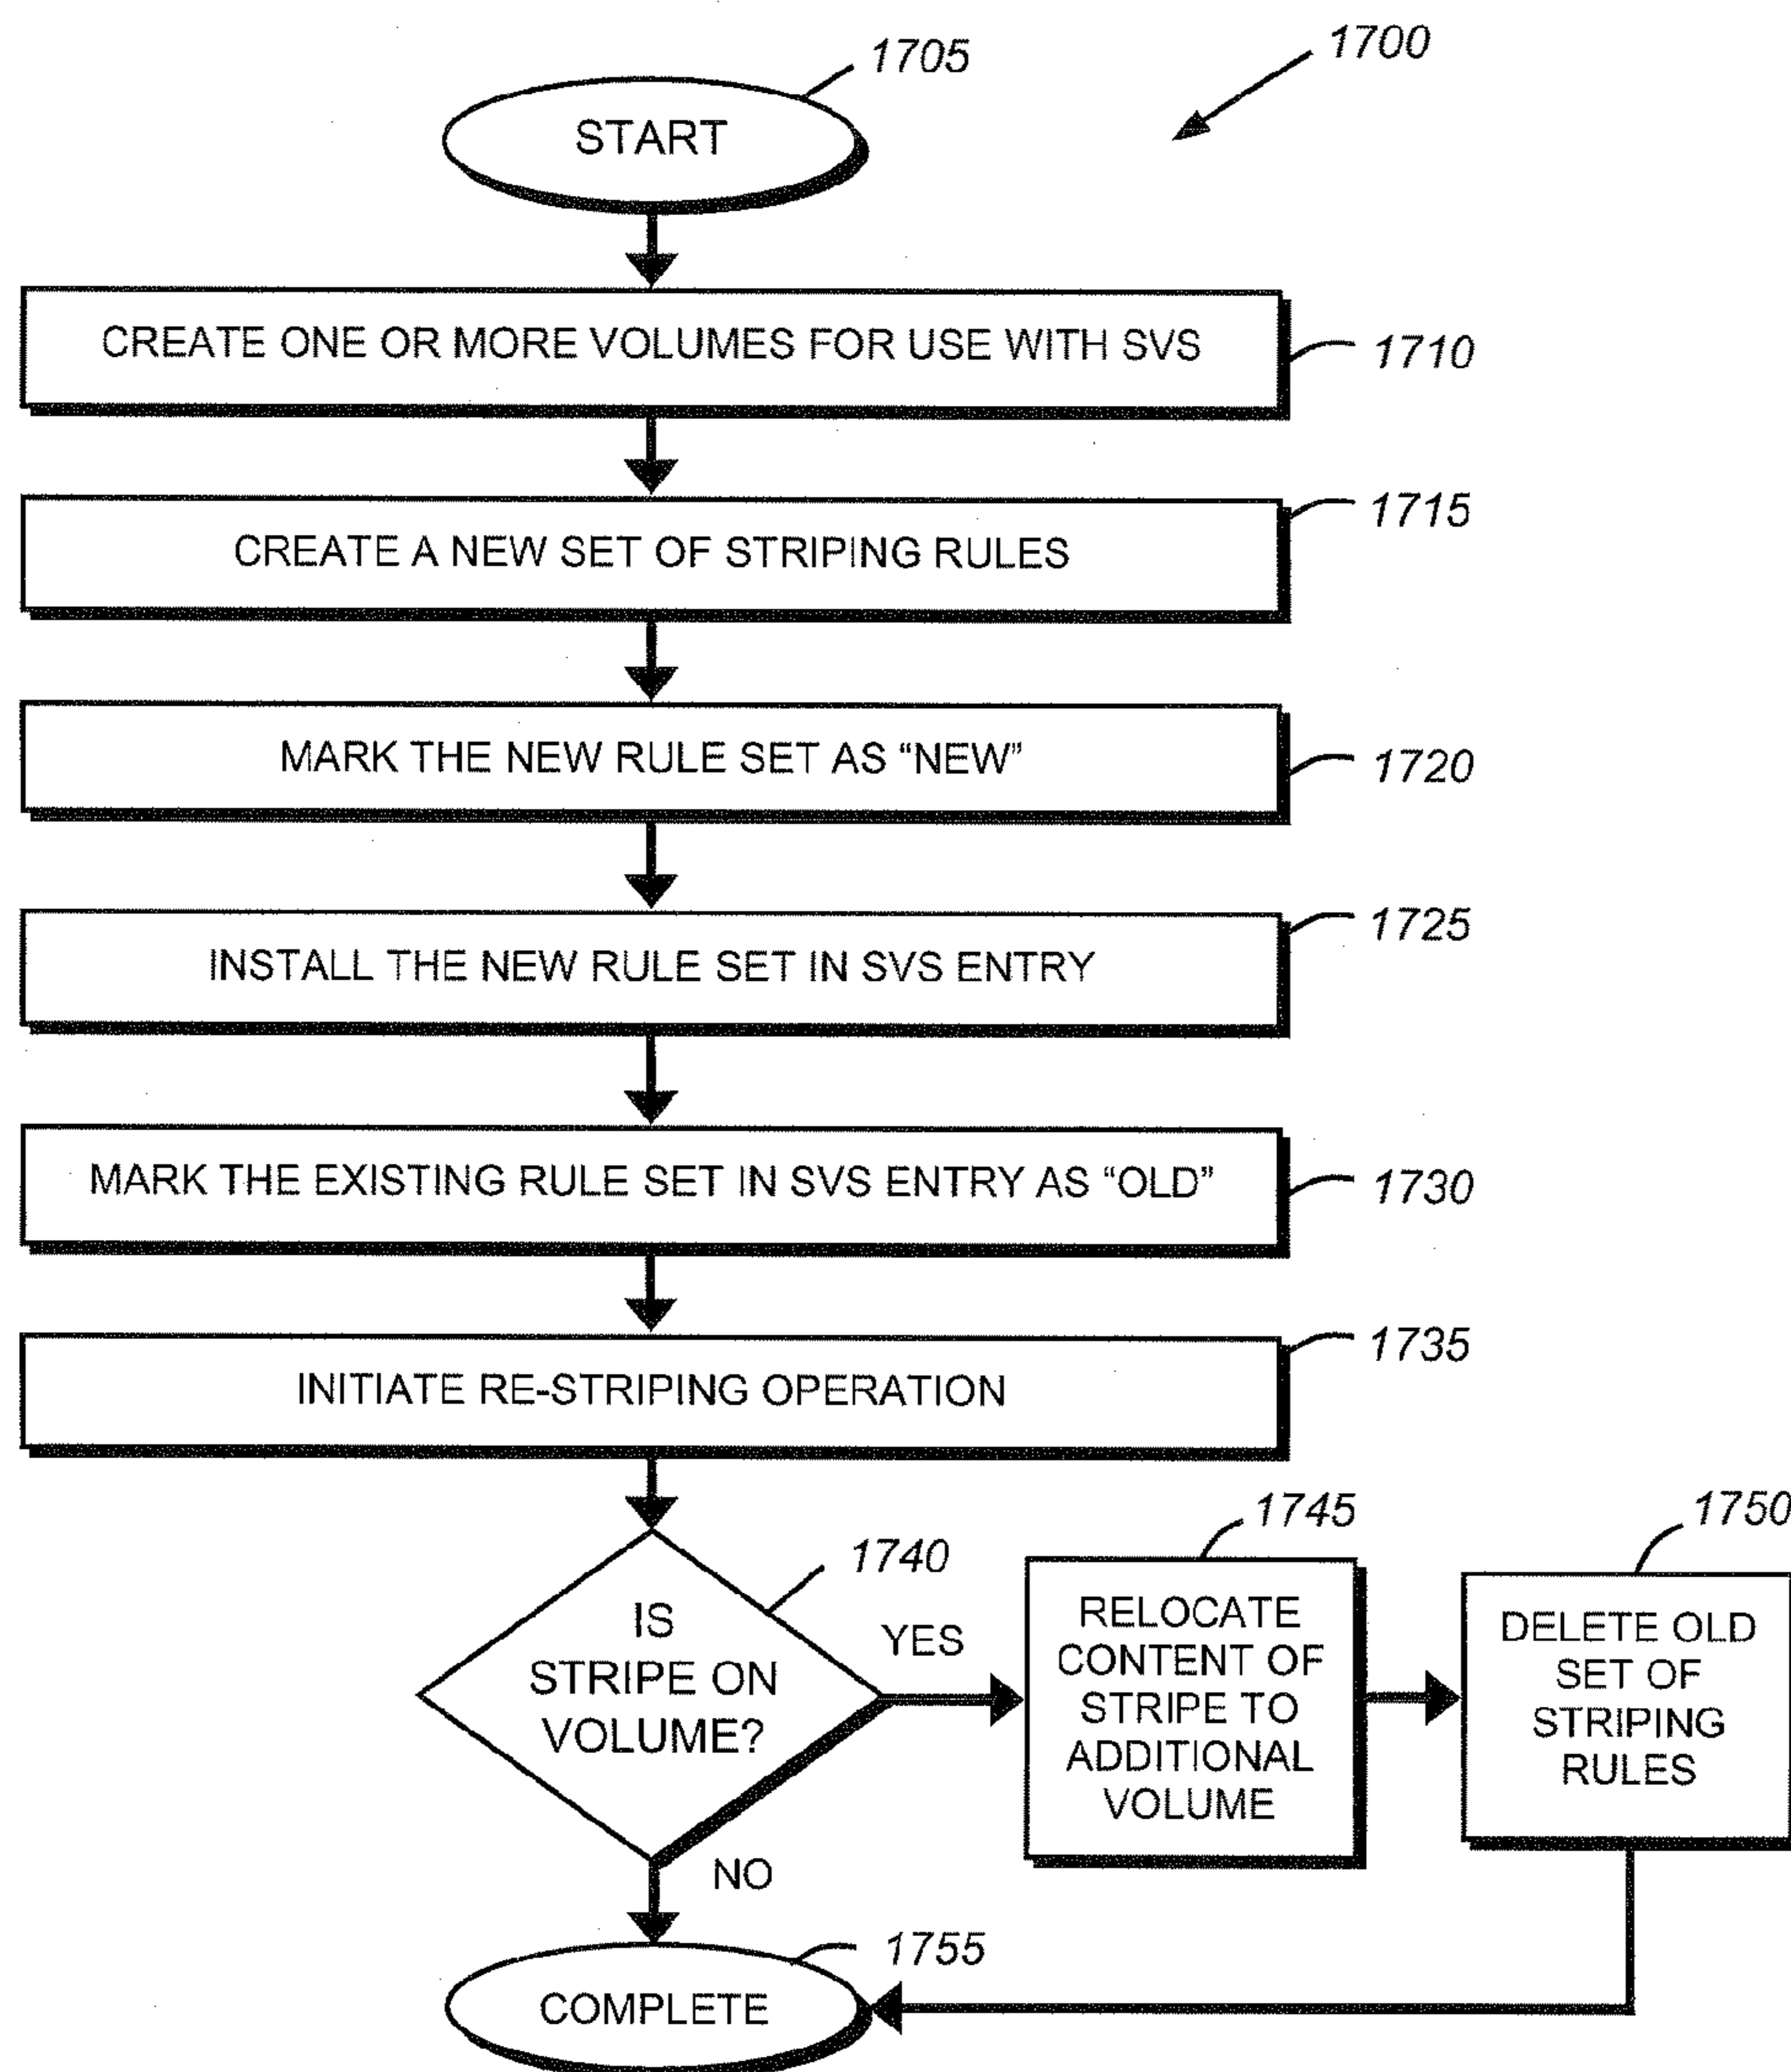 1705
1700
START
CREATE ONE OR MORE VOLUMES FOR USE WITH SVS
1710
1715
CREATE A NEW SET OF STRIPING RULES
MARK THE NEW RULE SET AS “NEW”
1720
1725
INSTALL THE NEW RULE SET IN SVS ENTRY
MARK THE EXISTING RULE SET IN SVS ENTRY AS “OLD”
1730
1735
INITIATE RE-STRIPING OPERATION
1740
IS
STRIPE ON
VOLUME?
YES
NO
1745
RELOCATE
CONTENT OF
STRIPE TO
ADDITIONAL
VOLUME
1750
DELETE OLD
SET OF
STRIPING
RULES
1755
COMPLETE